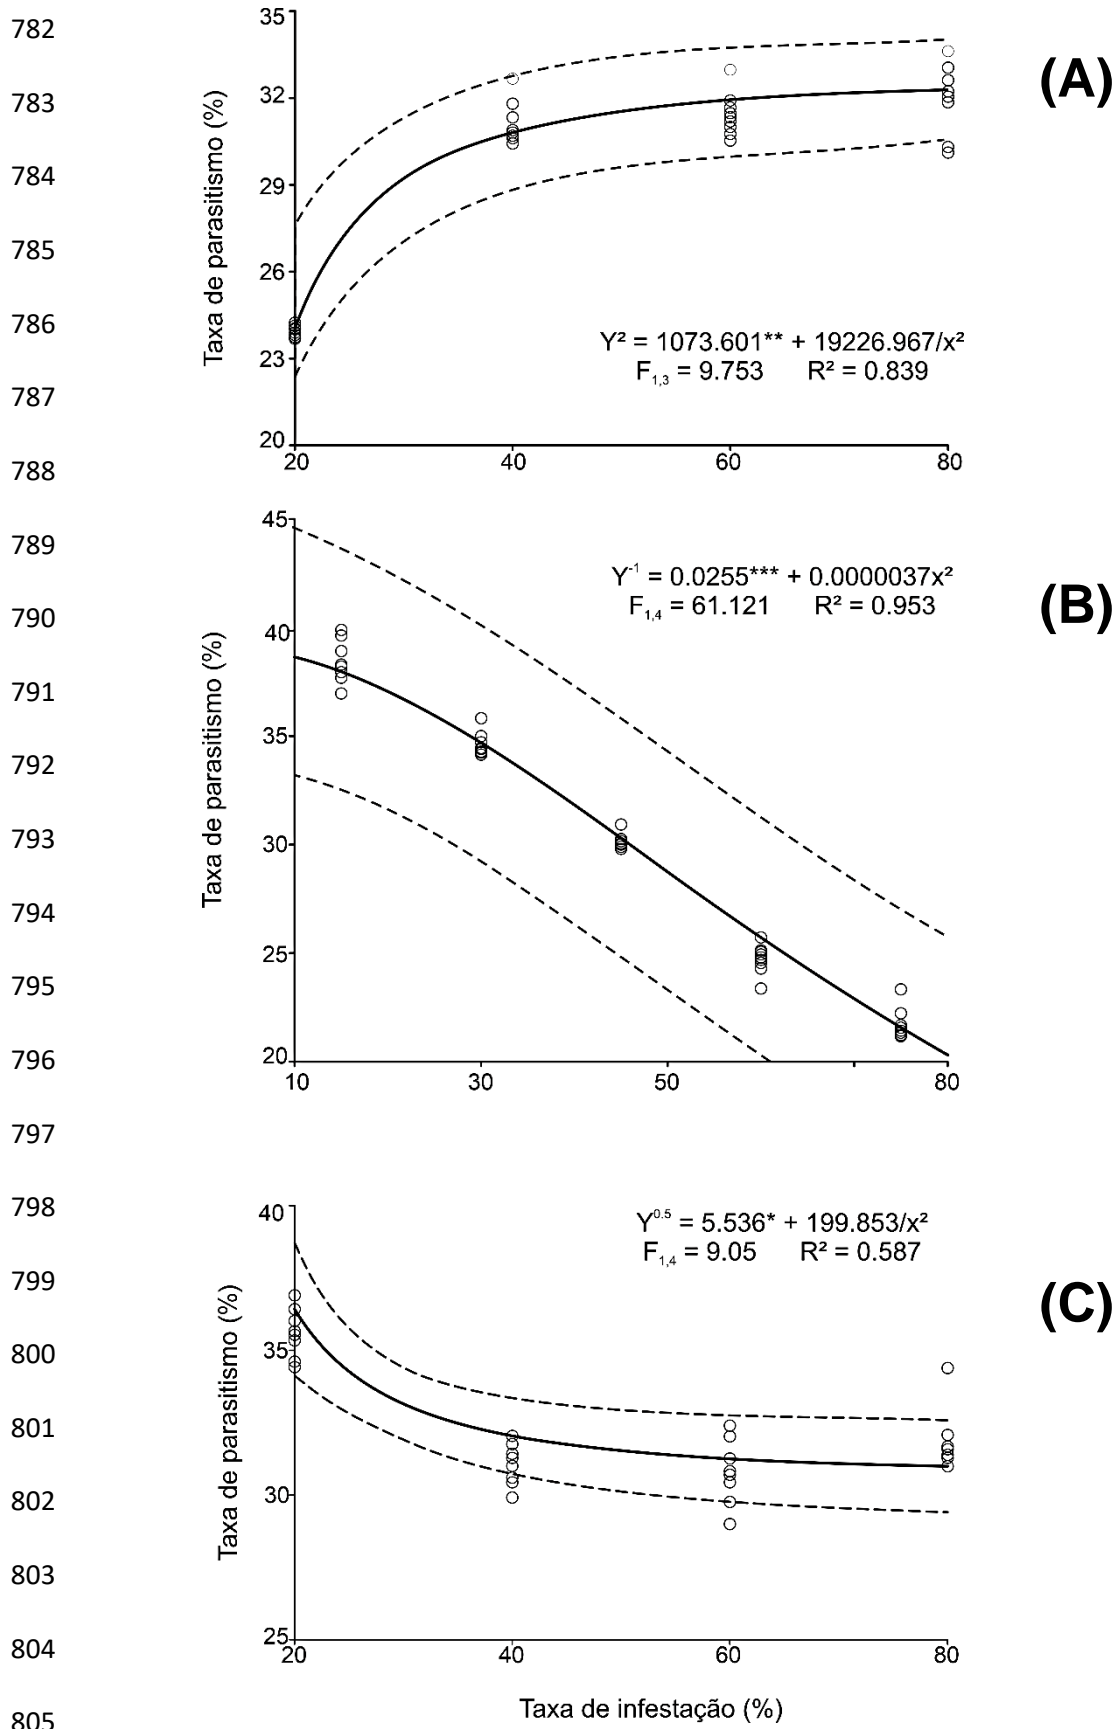 782
783
784
785
786
787
788
789
790
791
792
793
794
795
796
797
798
799
800
801
802
803
804
805
(A)
Taxa de parasitismo (%)
35
32
29
26
23
20
20 40 60 80
Y² = 1073.601** + 19226.967/x²
F1,3 = 9.753 R² = 0.839
(B)
Taxa de parasitismo (%)
45
40
35
30
25
20
10 30 50 80
Y-1 = 0.0255*** + 0.0000037x²
F1,4 = 61.121 R² = 0.953
(C)
Taxa de parasitismo (%)
40
35
30
25
20 40 60 80
Y0.5 = 5.536* + 199.853/x²
F1,4 = 9.05 R² = 0.587
Taxa de infestação (%)